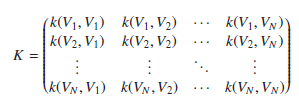 k(V₁, V₁) k(V₁, V₂) ⋯ k(V₁, V_N)
k(V₂, V₁) k(V₂, V₂) ⋯ k(V₂, V_N)
K = ⋮ ⋮ ⋱ ⋮
k(V_N, V₁) k(V_N, V₂) ⋯ k(V_N, V_N)